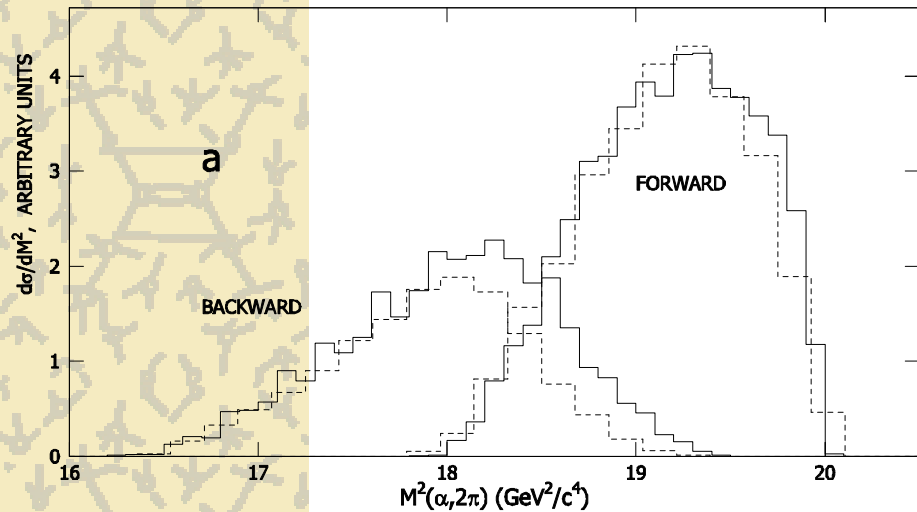 a
FORWARD
BACKWARD
dσ/dM², ARBITRARY UNITS
4
3
2
1
0
16
17
18
19
20
M²(α,2π) (GeV²/c⁴)